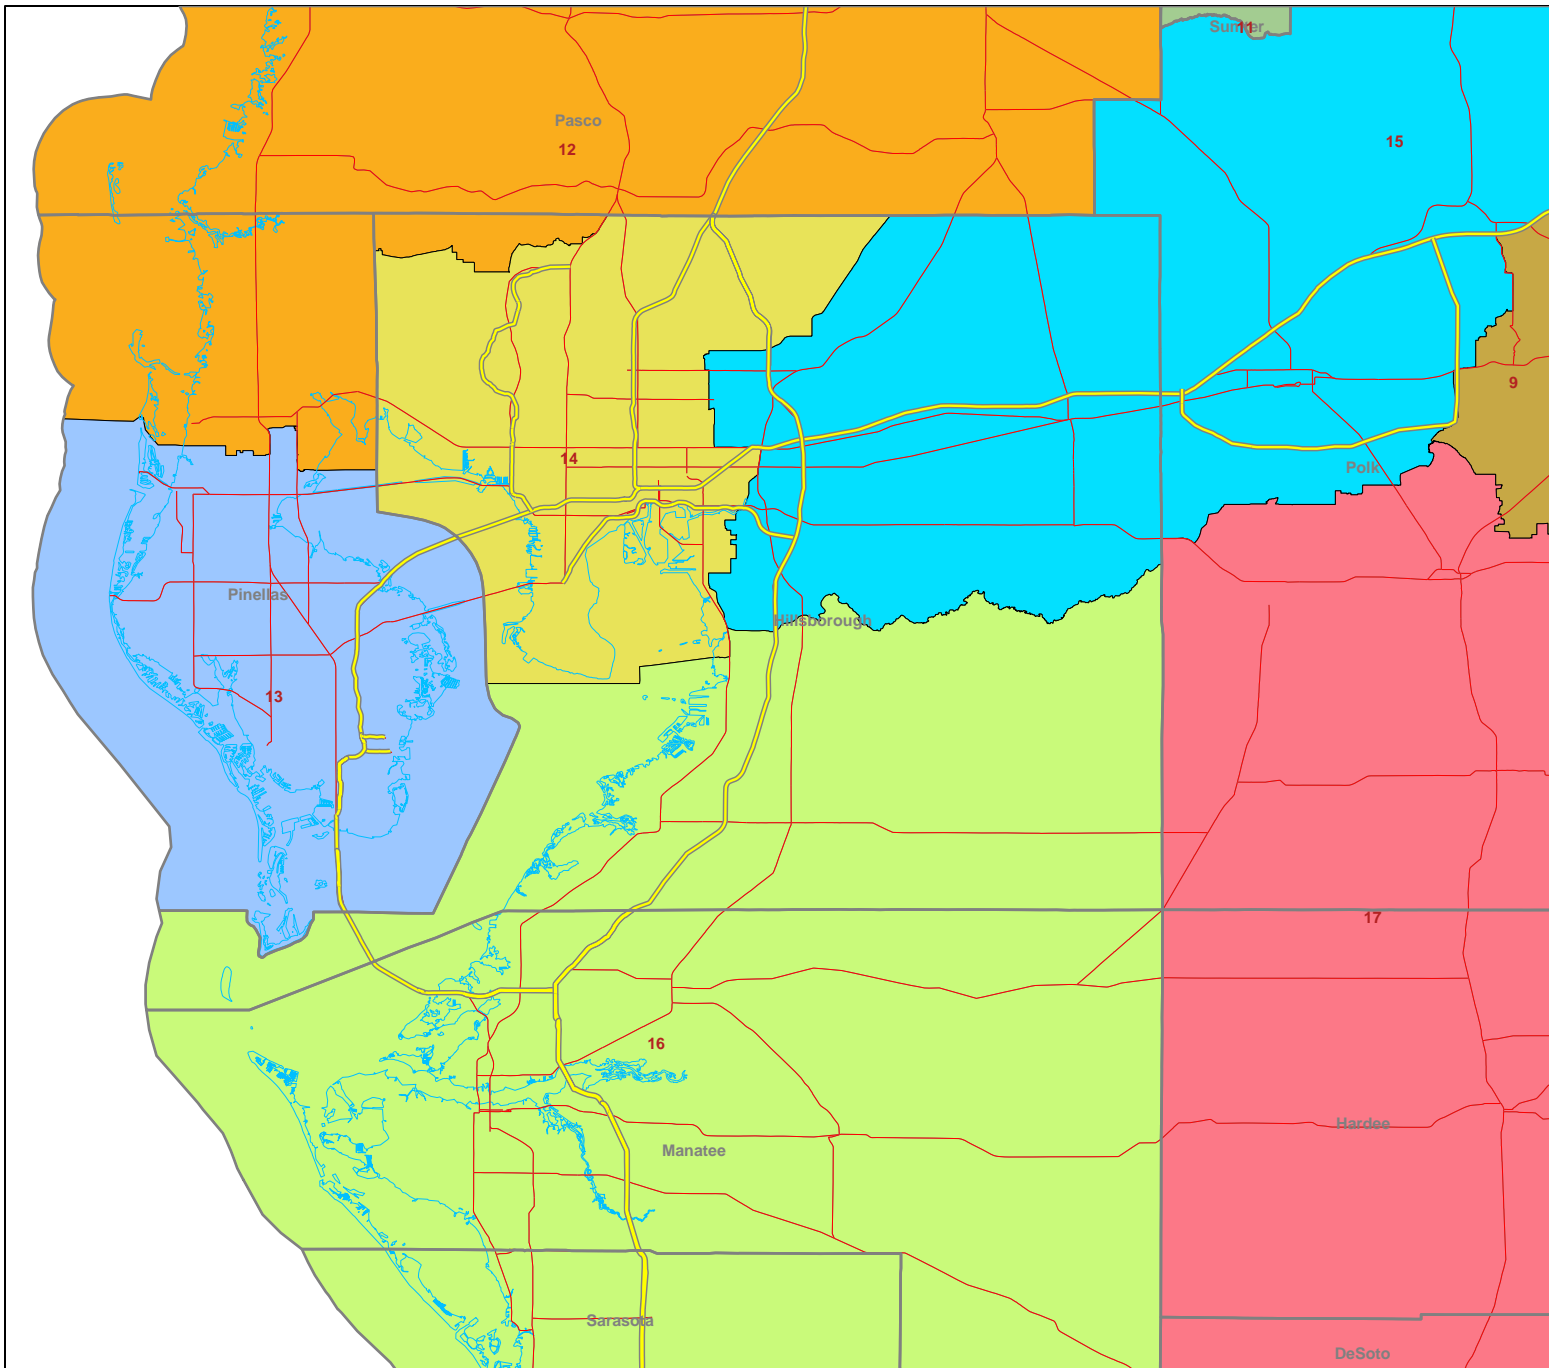 Sumter
11
Pasco
12
15
9
14
Polk
Pinellas
Hillsborough
13
17
16
Hardee
Manatee
Sarasota
DeSoto